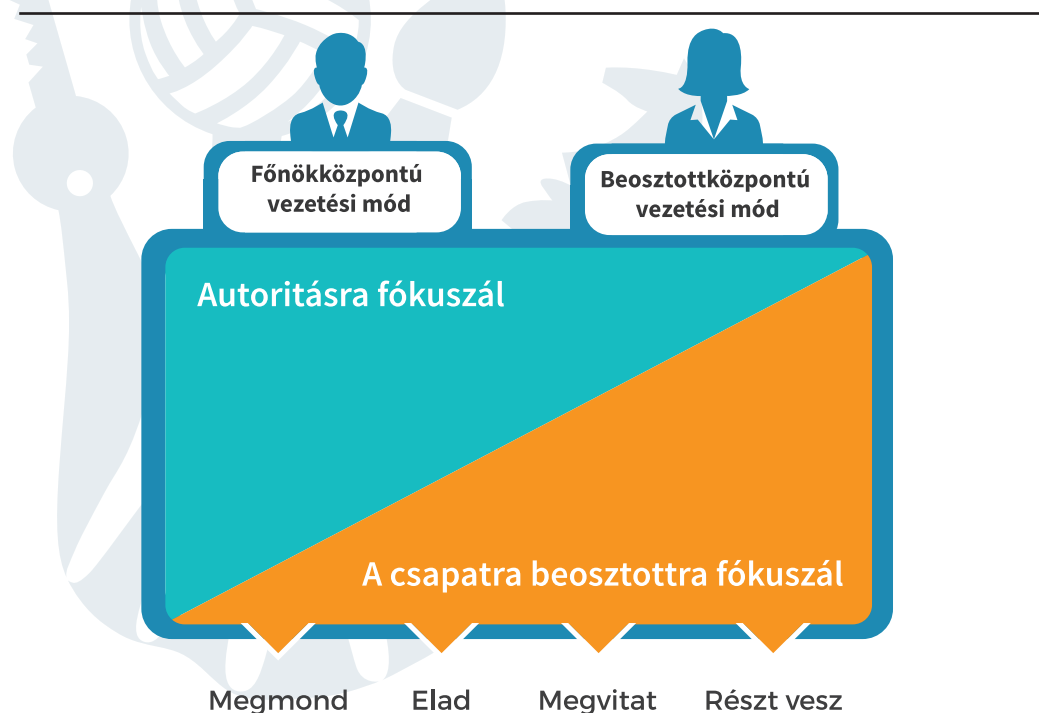 Főnökközpontú
vezetési mód
Beosztottközpontú
vezetési mód
Autoritásra fókuszál
A csapatra beosztottra fókuszál
Megmond Elad Megvitat Részt vesz